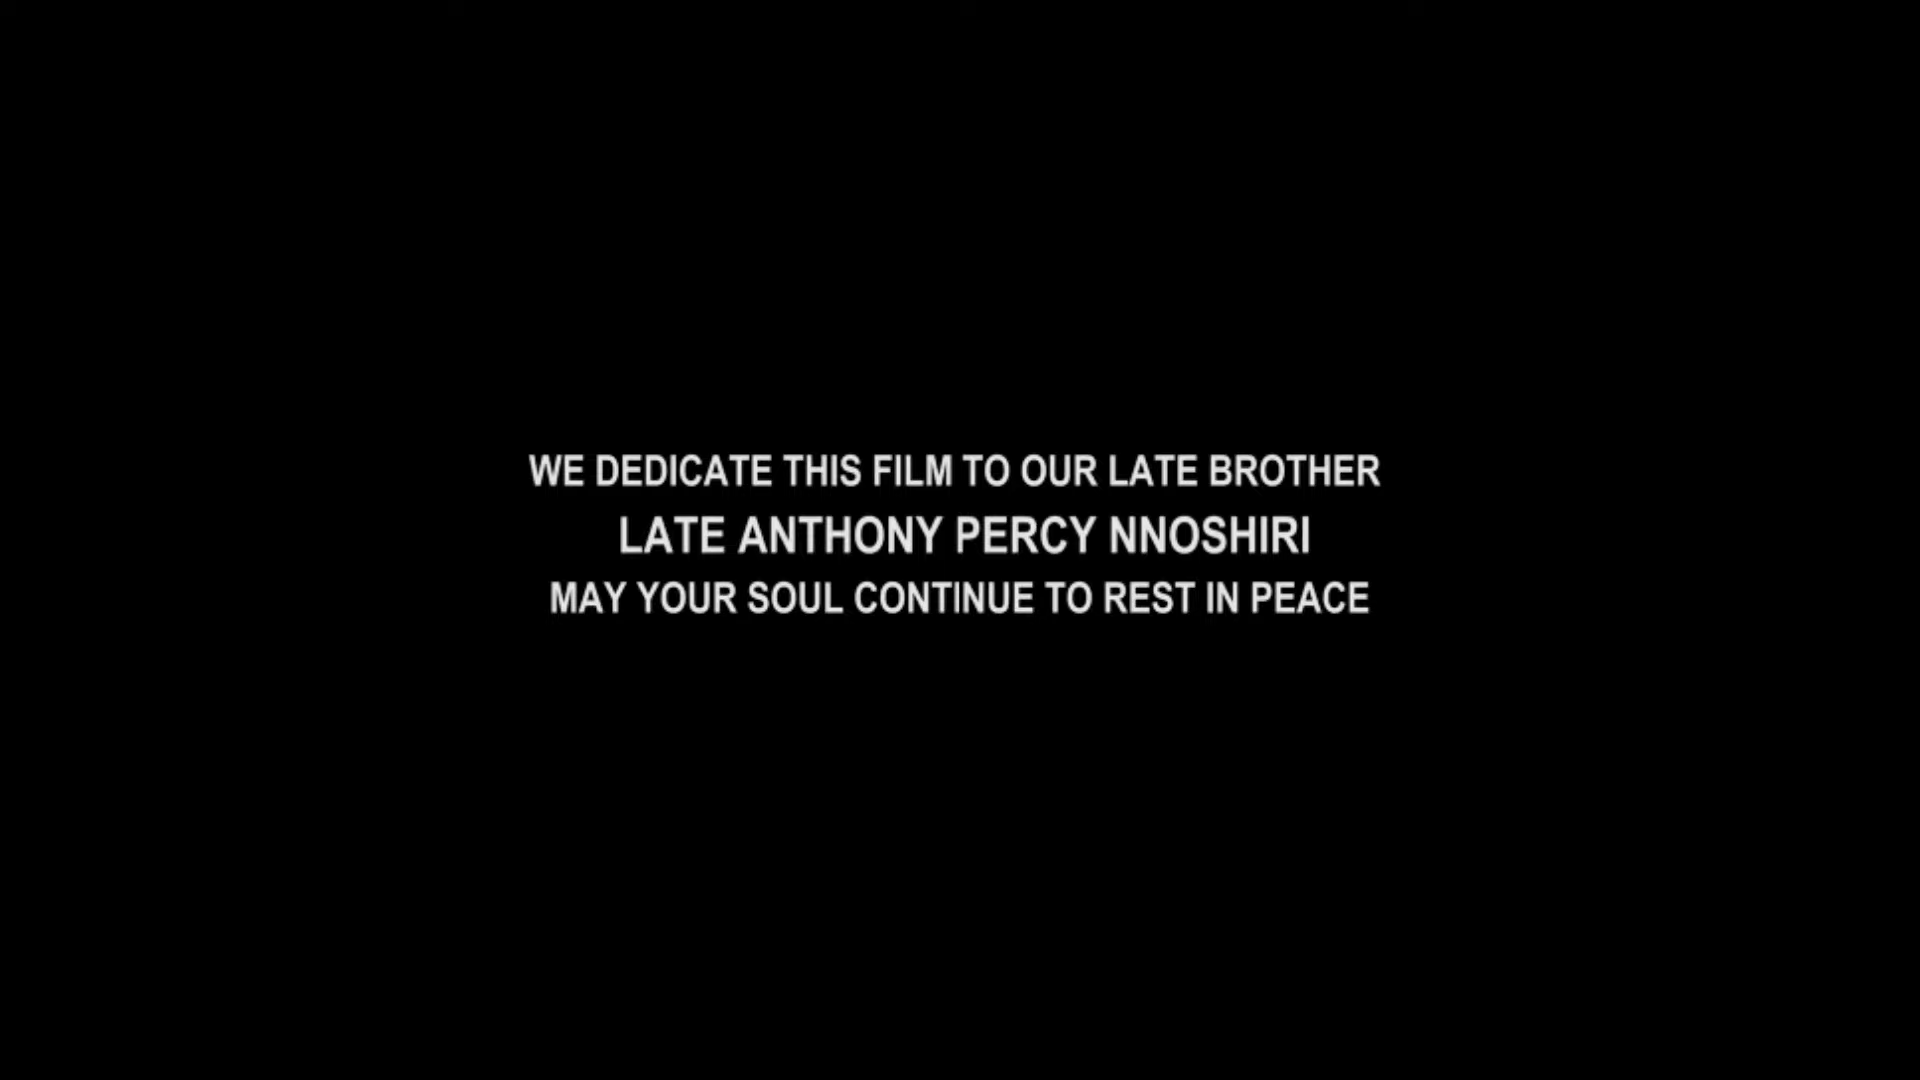 WE DEDICATE THIS FILM TO OUR LATE BROTHER
LATE ANTHONY PERCY NNOSHIRI
MAY YOUR SOUL CONTINUE TO REST IN PEACE